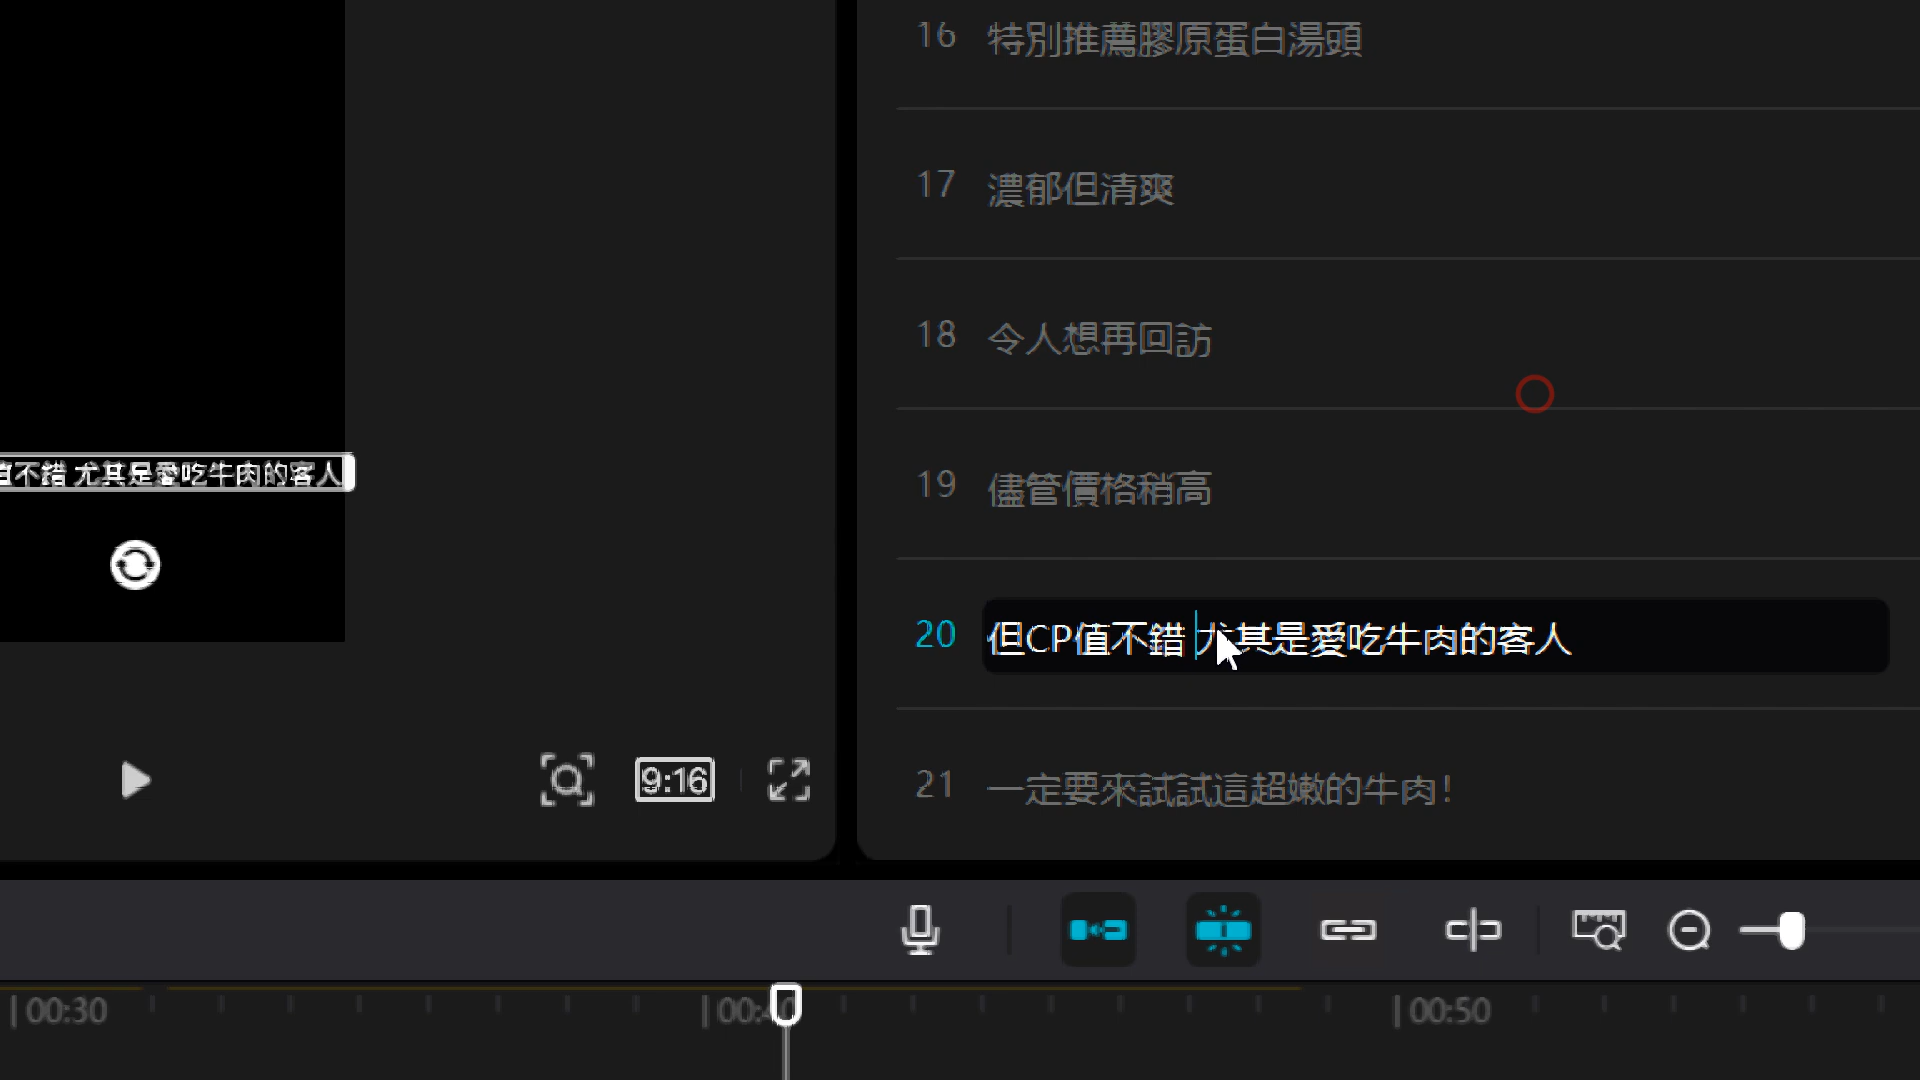 16 特別推薦膠原蛋白湯頭
17 濃郁但清爽
18 令人想再回訪
19 儘管價格稍高
值不錯 尤其是愛吃牛肉的客人
20 但CP值不錯 尤其是愛吃牛肉的客人
21 一定要來試試這超嫩的牛肉!
9:16
00:30
00:40
00:50